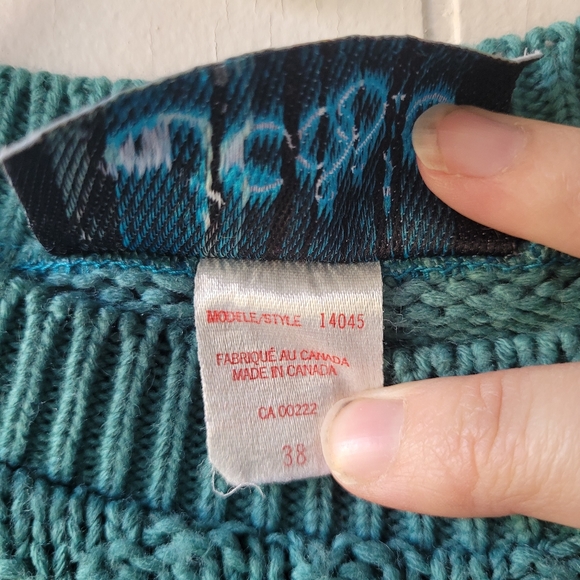 MODELE/STYLE 14045
FABRIQUÉ AU CANADA
MADE IN CANADA
CA 00222
38